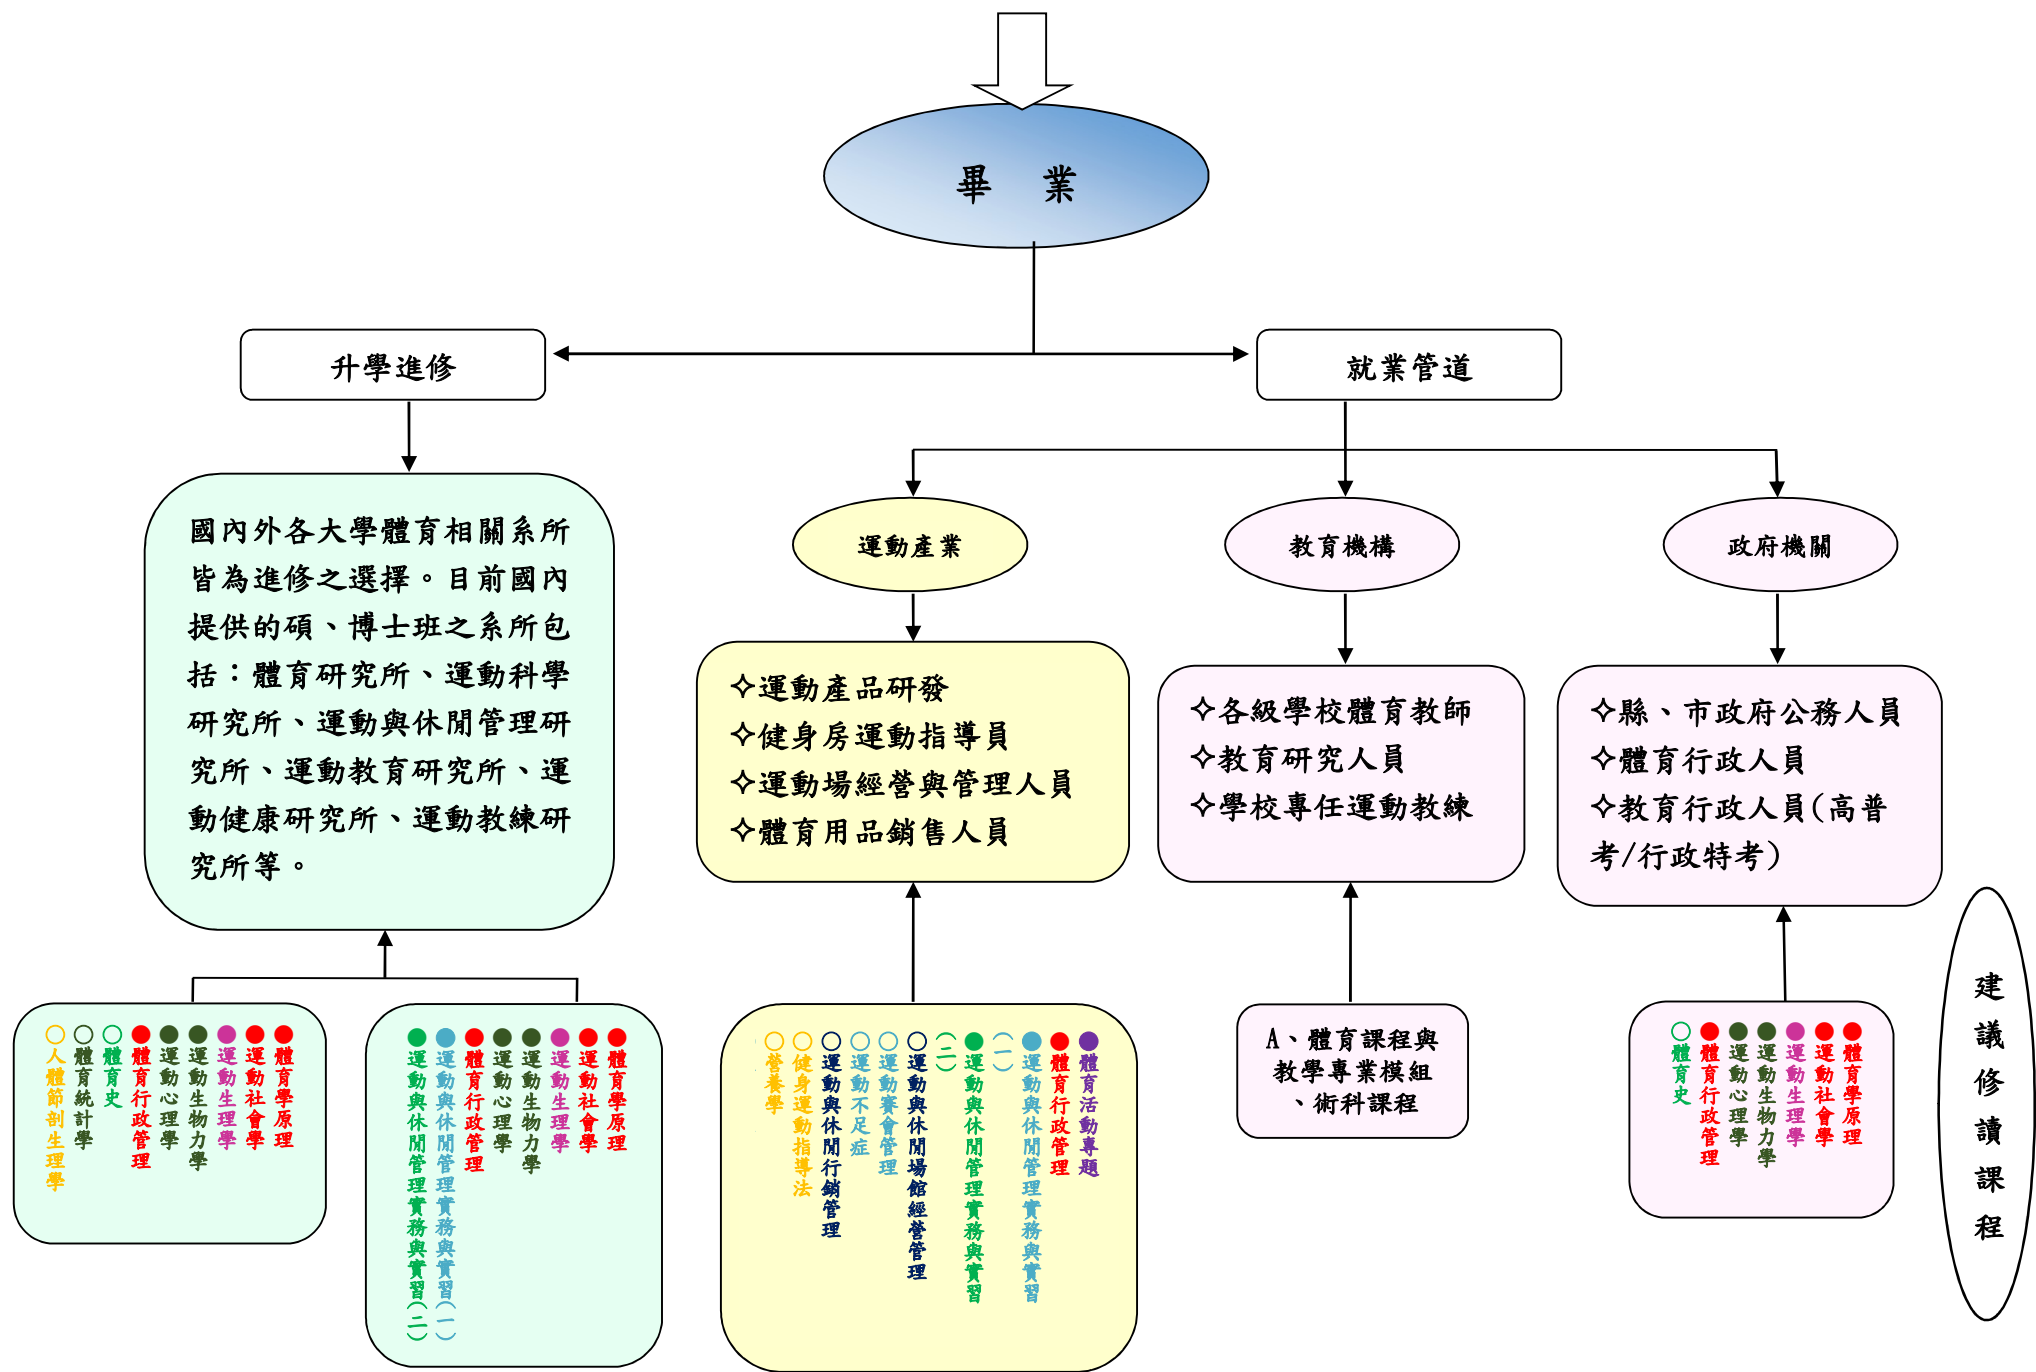 畢　業
升學進修
就業管道
國內外各大學體育相關系所
皆為進修之選擇。目前國內
提供的碩、博士班之系所包
括：體育研究所、運動科學
研究所、運動與休閒管理研
究所、運動教育研究所、運
動健康研究所、運動教練研
究所等。
運動產業
教育機構
政府機關
✧運動產品研發
✧健身房運動指導員
✧運動場經營與管理人員
✧體育用品銷售人員
✧各級學校體育教師
✧教育研究人員
✧學校專任運動教練
✧縣、市政府公務人員
✧體育行政人員
✧教育行政人員(高普
考/行政特考)
●體育學原理
●運動社會學
●運動生理學
●運動生物力學
●運動心理學
●體育行政管理
○體育史
○體育統計學
○人體節剖生理學
●體育學原理
●運動社會學
●運動生理學
●運動生物力學
●運動心理學
●體育行政管理
●運動與休閒管理實務與實習(一)
●運動與休閒管理實務與實習(二)
●體育活動專題
●體育行政管理
●運動與休閒管理實務與實習
(一)
●運動與休閒管理實務與實習
(二)
○運動與休閒場館經營管理
○運動賽會管理
○運動不足症
○運動與休閒行銷管理
○健身運動指導法
○營養學
A、體育課程與
教學專業模組
、術科課程
●體育學原理
●運動社會學
●運動生理學
●運動生物力學
●運動心理學
●體育行政管理
○體育史
建議修讀課程